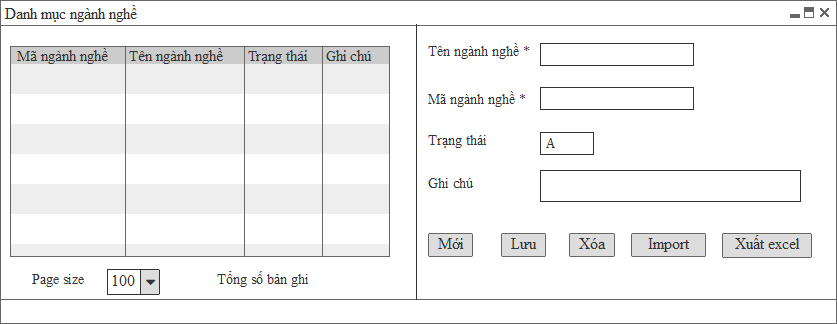 Danh mục ngành nghề
Mã ngành nghề Tên ngành nghề Trạng thái Ghi chú
Page size 100 Tổng số bản ghi
Tên ngành nghề *
Mã ngành nghề *
Trạng thái A
Ghi chú
Mới Lưu Xóa Import Xuất excel